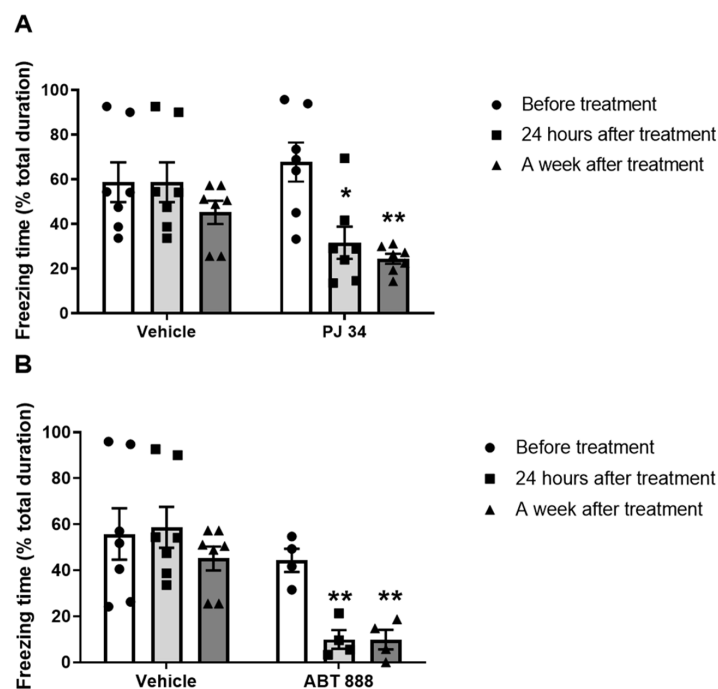 A
Freezing time (% total duration)
100
80
60
40
20
0
*
**
Vehicle
PJ 34
Before treatment
24 hours after treatment
A week after treatment
B
Freezing time (% total duration)
100
80
60
40
20
0
**
**
Vehicle
ABT 888
Before treatment
24 hours after treatment
A week after treatment